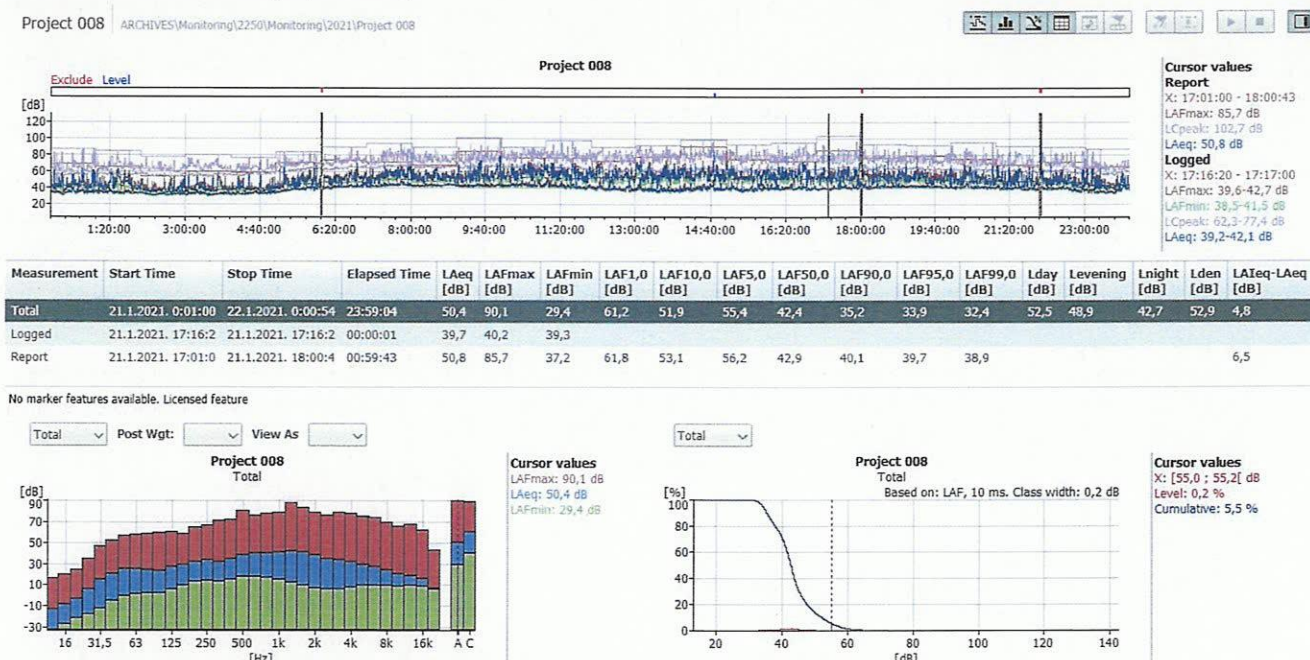 Project 008 ARCHIVES\Monitoring\2250\Monitoring\2021\Project 008
Project 008
Exclude Level
[dB]
120
100
80
60
40
20
1:20:00 3:00:00 4:40:00 6:20:00 8:00:00 9:40:00 11:20:00 13:00:00 14:40:00 16:20:00 18:00:00 19:40:00 21:20:00 23:00:00
Cursor values
Report
X: 17:01:00 - 18:00:43
LAFmax: 85,7 dB
LCpeak: 102,7 dB
LAeq: 50,8 dB
Logged
X: 17:16:20 - 17:17:00
LAFmax: 39,6-42,7 dB
LAFmin: 38,5-41,5 dB
LCpeak: 62,3-77,4 dB
LAeq: 39,2-42,1 dB
Measurement Start Time Stop Time Elapsed Time LAeq LAFmax LAFmin LAF1,0 LAF10,0 LAF5,0 LAF50,0 LAF90,0 LAF95,0 LAF99,0 Lday Levening Lnight Lden LAIeq-LAeq
[dB] [dB] [dB] [dB] [dB] [dB] [dB] [dB] [dB] [dB] [dB] [dB] [dB] [dB] [dB]
Total 21.1.2021. 0:01:00 22.1.2021. 0:00:54 23:59:04 50,4 90,1 29,4 61,2 51,9 55,4 42,4 35,2 33,9 32,4 52,5 48,9 42,7 52,9 4,8
Logged 21.1.2021. 17:16:2 21.1.2021. 17:16:2 00:00:01 39,7 40,2 39,3
Report 21.1.2021. 17:01:0 21.1.2021. 18:00:4 00:59:43 50,8 85,7 37,2 61,8 53,1 56,2 42,9 40,1 39,7 38,9 6,5
No marker features available. Licensed feature
Total Post Wgt: View As
Project 008
Total
[dB]
90
70
50
30
10
-10
-30
16 31,5 63 125 250 500 1k 2k 4k 8k 16k A C
[Hz]
Cursor values
LAFmax: 90,1 dB
LAeq: 50,4 dB
LAFmin: 29,4 dB
Total
Project 008
Total
Based on: LAF, 10 ms. Class width: 0,2 dB
[%]
100
80
60
40
20
0
20 40 60 80 100 120 140
[dB]
Cursor values
X: [55,0 ; 55,2[ dB
Level: 0,2 %
Cumulative: 5,5 %